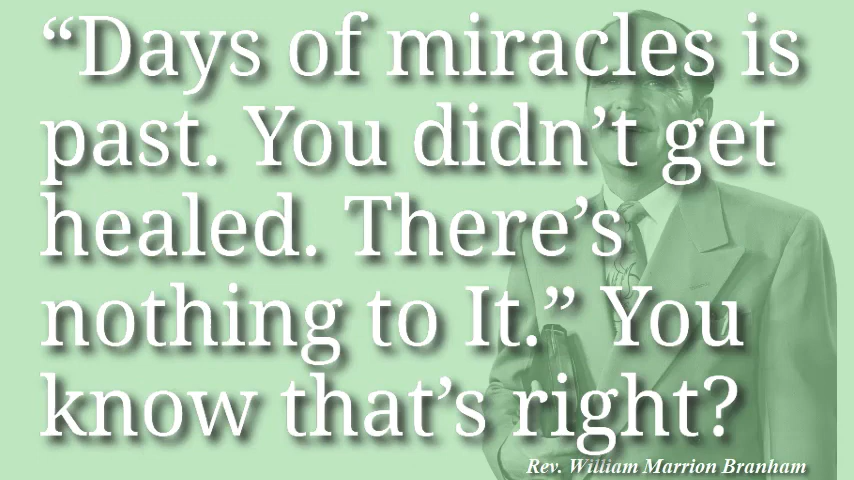 “Days of miracles is
past. You didn’t get
healed. There’s
nothing to It.” You
know that’s right?
Rev. William Marrion Branham